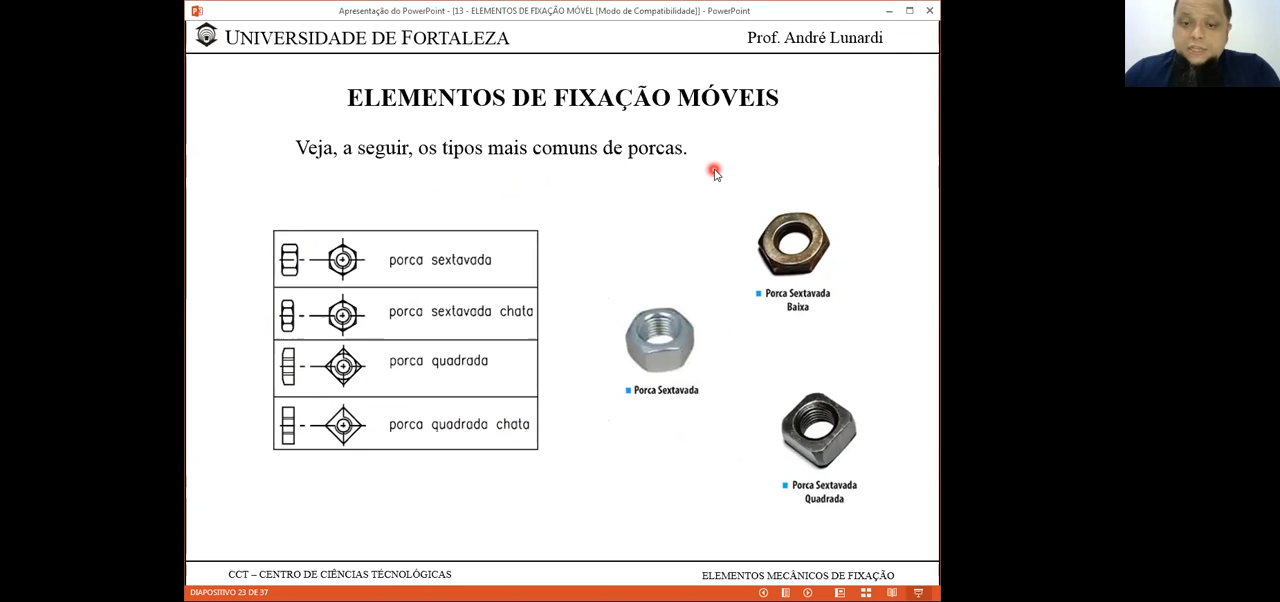 Apresentação do PowerPoint - [13 - ELEMENTOS DE FIXAÇÃO MÓVEL [Modo de Compatibilidade]] - PowerPoint
UNIVERSIDADE DE FORTALEZA
Prof. André Lunardi
ELEMENTOS DE FIXAÇÃO MÓVEIS
Veja, a seguir, os tipos mais comuns de porcas.
porca sextavada
porca sextavada chata
porca quadrada
porca quadrada chata
Porca Sextavada
Baixa
Porca Sextavada
Porca Sextavada
Quadrada
CCT – CENTRO DE CIÊNCIAS TÉCNOLÓGICAS
ELEMENTOS MECÂNICOS DE FIXAÇÃO
DIAPOSITIVO 23 DE 37